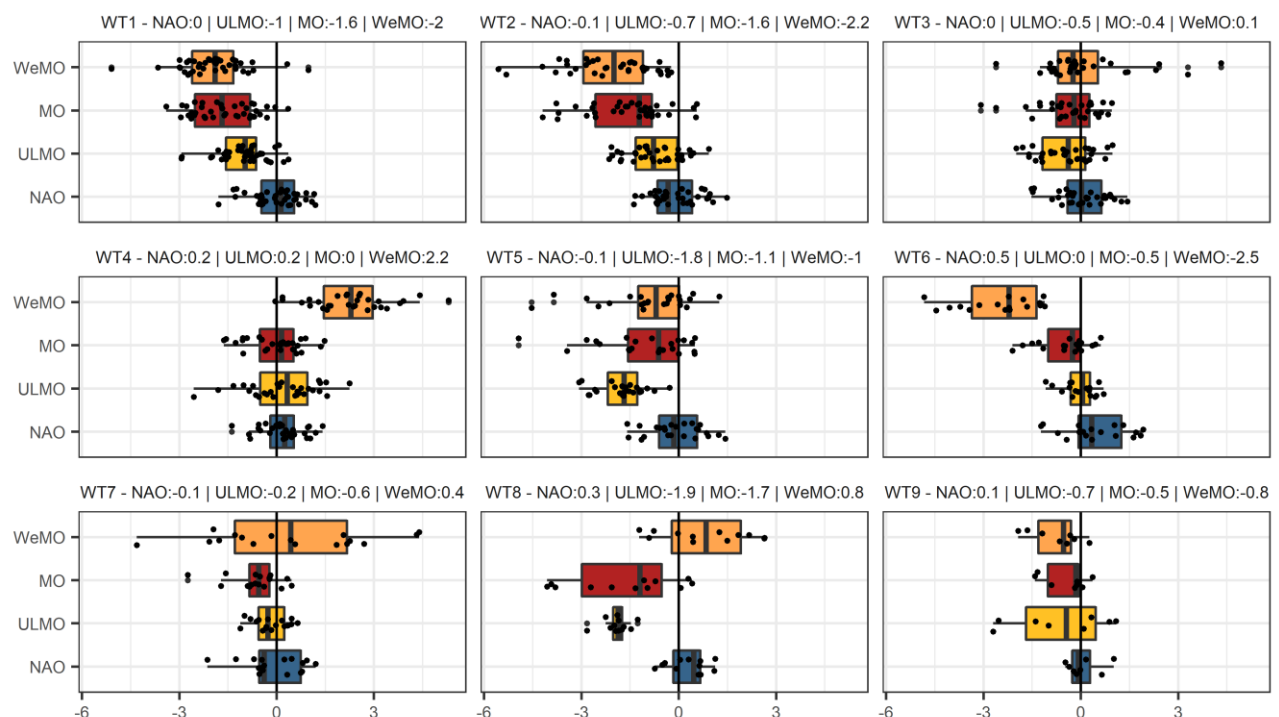 WT1 - NAO:0 | ULMO:-1 | MO:-1.6 | WeMO:-2
WT2 - NAO:-0.1 | ULMO:-0.7 | MO:-1.6 | WeMO:-2.2
WT3 - NAO:0 | ULMO:-0.5 | MO:-0.4 | WeMO:0.1
WeMO
MO
ULMO
NAO
WT4 - NAO:0.2 | ULMO:0.2 | MO:0 | WeMO:2.2
WT5 - NAO:-0.1 | ULMO:-1.8 | MO:-1.1 | WeMO:-1
WT6 - NAO:0.5 | ULMO:0 | MO:-0.5 | WeMO:-2.5
WeMO
MO
ULMO
NAO
WT7 - NAO:-0.1 | ULMO:-0.2 | MO:-0.6 | WeMO:0.4
WT8 - NAO:0.3 | ULMO:-1.9 | MO:-1.7 | WeMO:0.8
WT9 - NAO:0.1 | ULMO:-0.7 | MO:-0.5 | WeMO:-0.8
WeMO
MO
ULMO
NAO
-6 -3 0 3
-6 -3 0 3
-6 -3 0 3